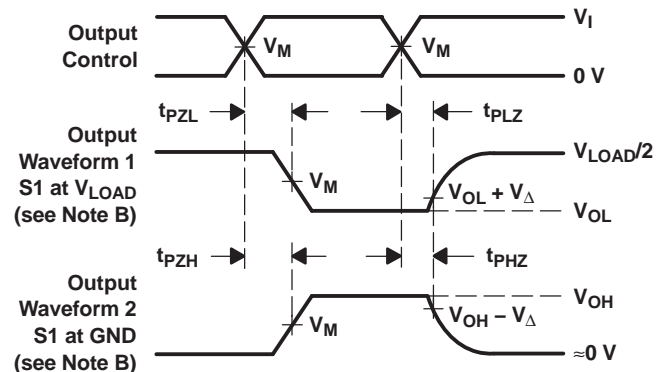 Output
Control
V_M
V_M
V_I
0 V
t_PZL
t_PLZ
Output
Waveform 1
S1 at V_LOAD
(see Note B)
V_M
V_LOAD/2
V_OL + V_Δ
V_OL
t_PZH
t_PHZ
Output
Waveform 2
S1 at GND
(see Note B)
V_M
V_OH
V_OH − V_Δ
≈0 V